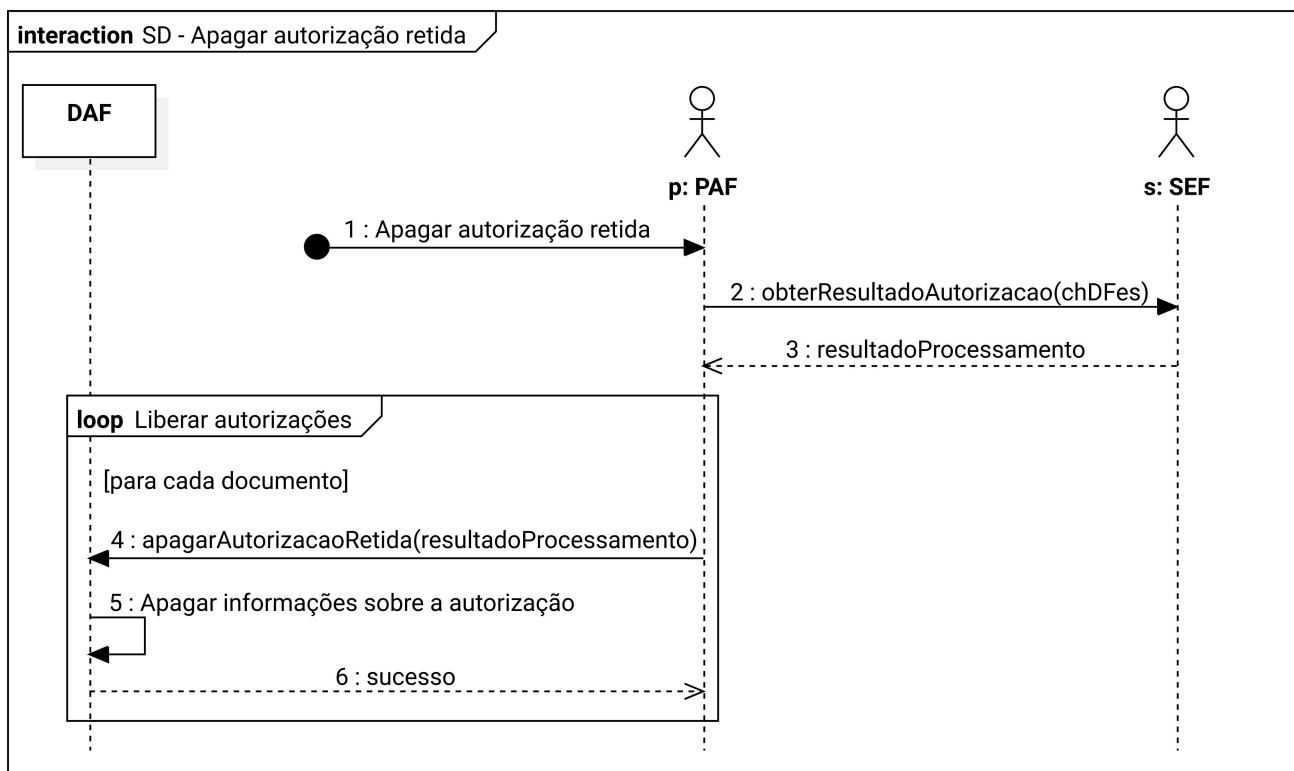 interaction SD - Apagar autorização retida
DAF
p: PAF
s: SEF
1 : Apagar autorização retida
2 : obterResultadoAutorizacao(chDFes)
3 : resultadoProcessamento
loop Liberar autorizações
[para cada documento]
4 : apagarAutorizacaoRetida(resultadoProcessamento)
5 : Apagar informações sobre a autorização
6 : sucesso